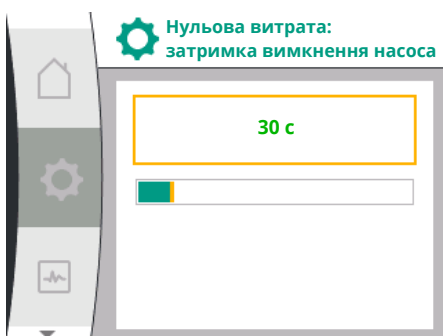 Нульова витрата:
затримка вимкнення насоса
30 с